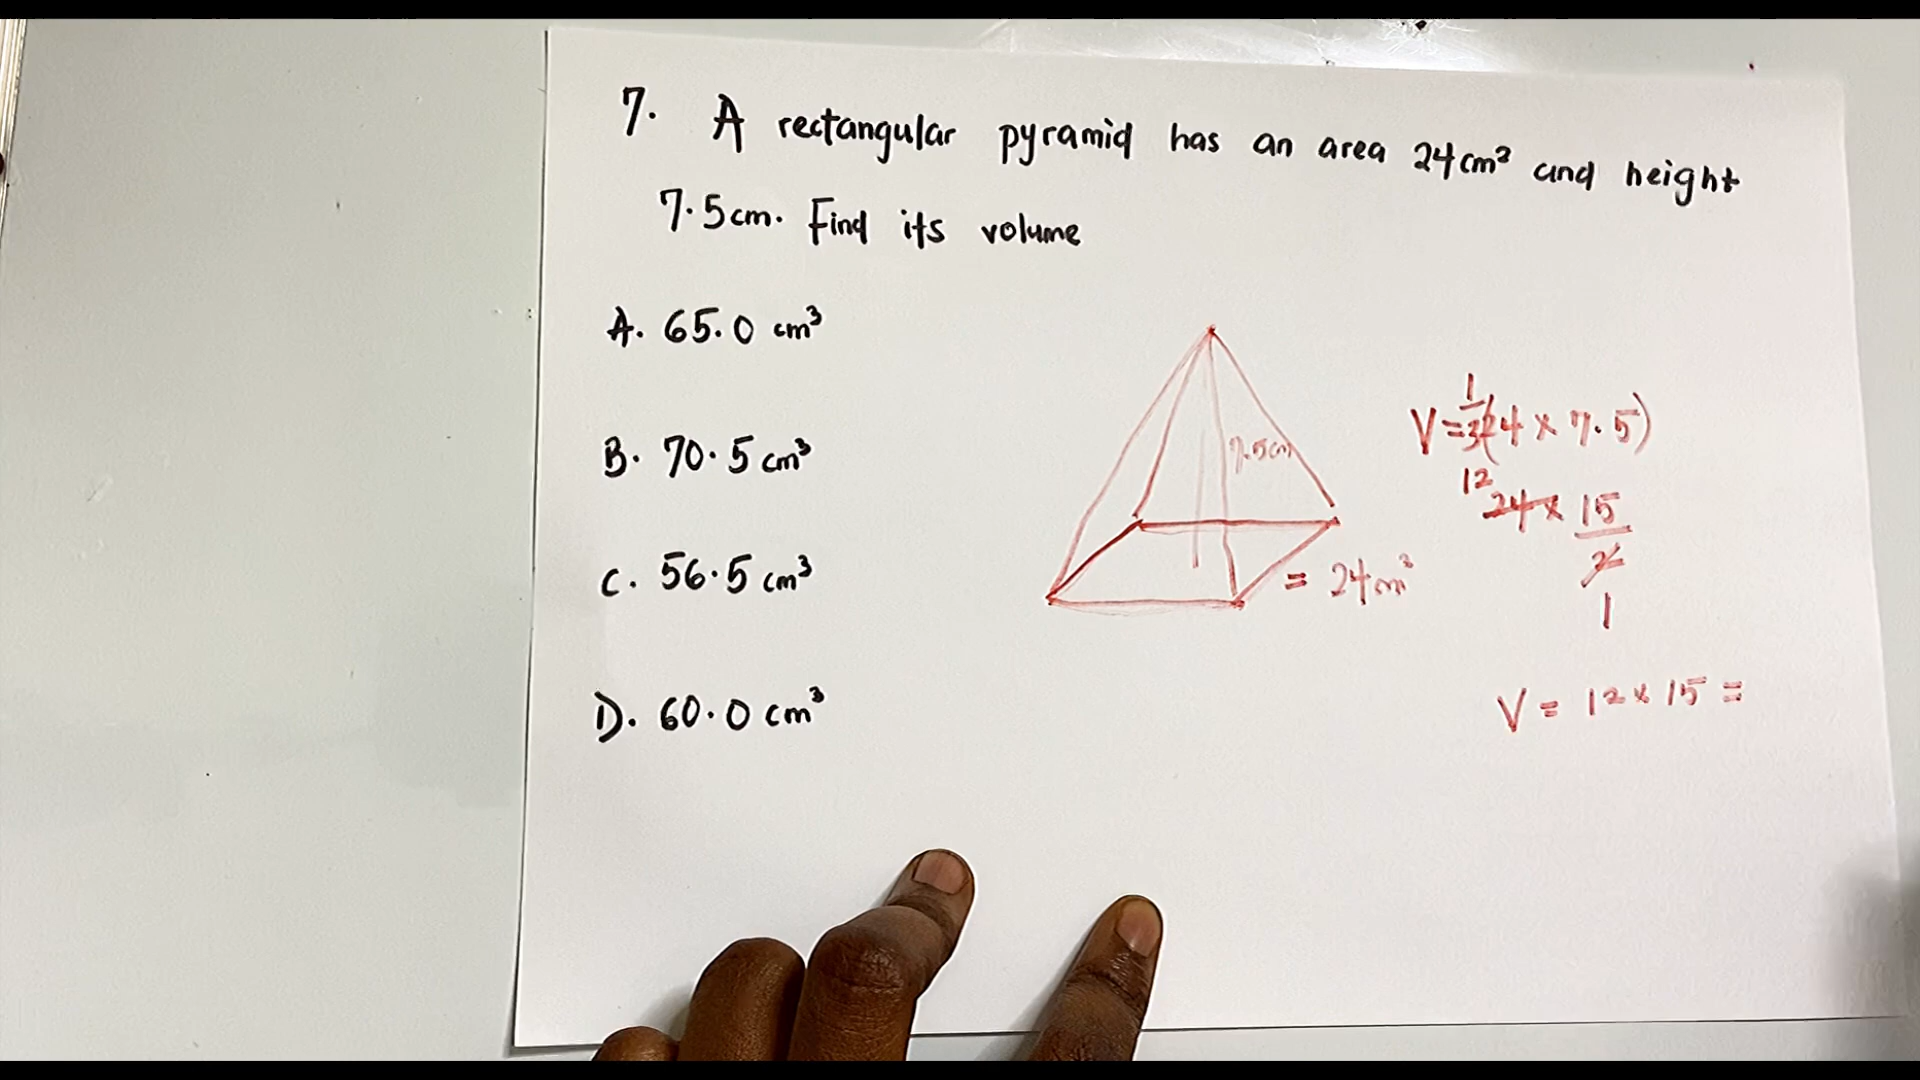 7. A rectangular pyramid has an area 24cm² and height
7.5cm. Find its volume
A. 65.0 cm³
B. 70.5 cm³
C. 56.5 cm³
D. 60.0 cm³
7.5cm
= 24cm²
V = 1/3(24 × 7.5)
12
24 × 15/2
1
V = 12 × 15 =